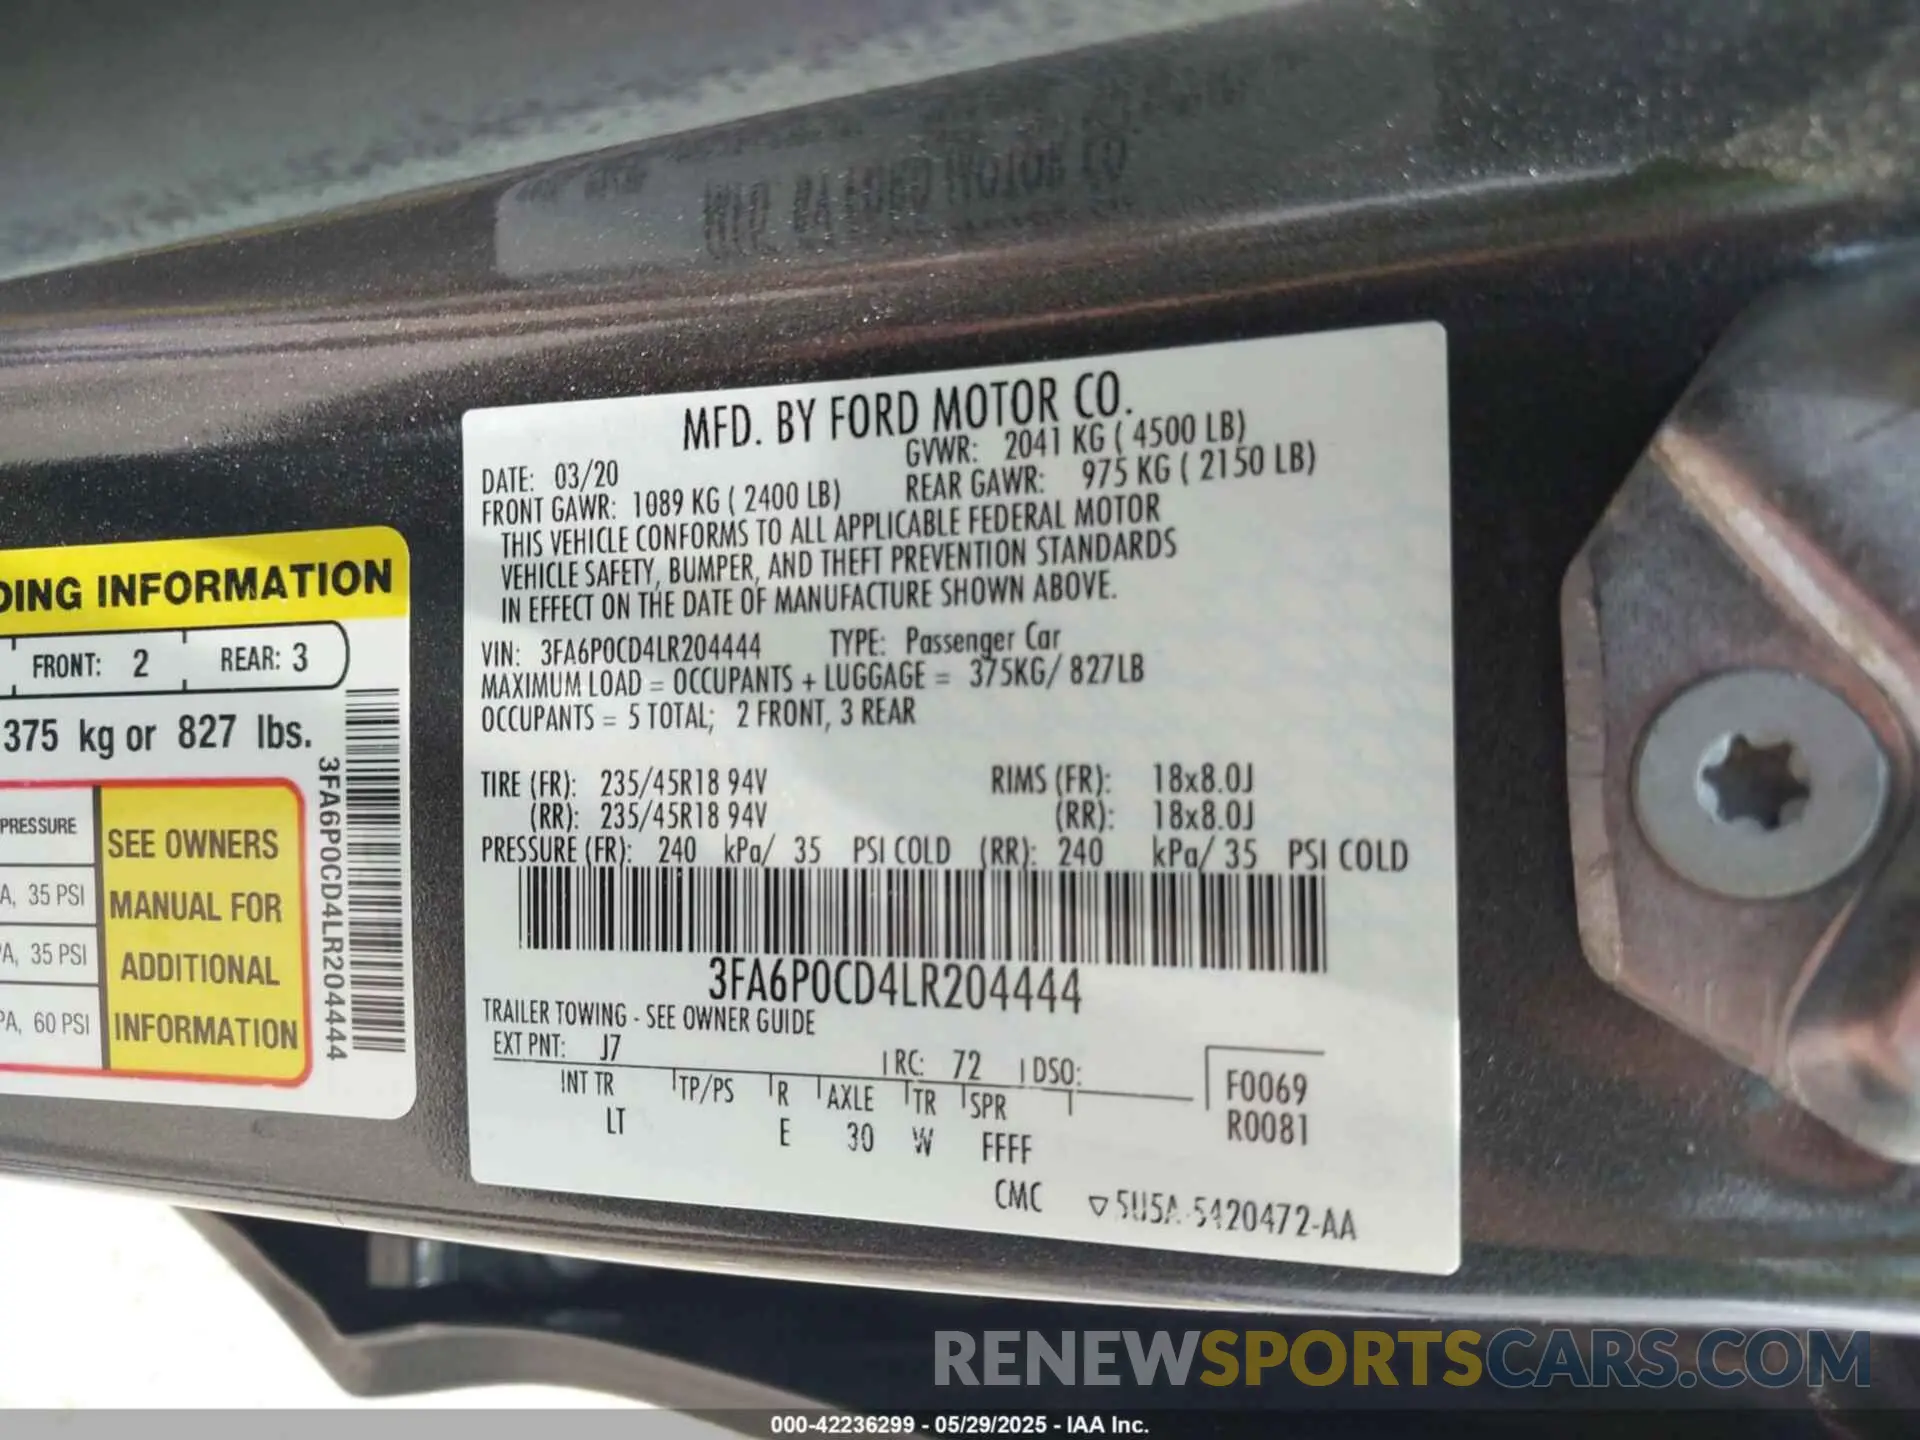 MFD. BY FORD MOTOR CO.
DATE: 03/20 GVWR: 2041 KG ( 4500 LB)
FRONT GAWR: 1089 KG ( 2400 LB) REAR GAWR: 975 KG ( 2150 LB)
THIS VEHICLE CONFORMS TO ALL APPLICABLE FEDERAL MOTOR
VEHICLE SAFETY, BUMPER, AND THEFT PREVENTION STANDARDS
IN EFFECT ON THE DATE OF MANUFACTURE SHOWN ABOVE.
VIN: 3FA6P0CD4LR204444 TYPE: Passenger Car
MAXIMUM LOAD = OCCUPANTS + LUGGAGE = 375KG/ 827LB
OCCUPANTS = 5 TOTAL; 2 FRONT, 3 REAR
TIRE (FR): 235/45R18 94V RIMS (FR): 18x8.0J
(RR): 235/45R18 94V (RR): 18x8.0J
PRESSURE (FR): 240 kPa/ 35 PSI COLD (RR): 240 kPa/ 35 PSI COLD
3FA6P0CD4LR204444
TRAILER TOWING - SEE OWNER GUIDE
EXT PNT: J7 RC: 72 DSO:
INT TR TP/PS R AXLE TR SPR
LT E 30 W FFFF
F0069
R0081
CMC 5U5A-5420472-AA
DING INFORMATION
FRONT: 2 REAR: 3
375 kg or 827 lbs.
PRESSURE
A, 35 PSI
PA, 35 PSI
PA, 60 PSI
SEE OWNERS
MANUAL FOR
ADDITIONAL
INFORMATION
3FA6P0CD4LR204444
RENEWSPORTSCARS.COM
000-42236299 - 05/29/2025 - IAA Inc.